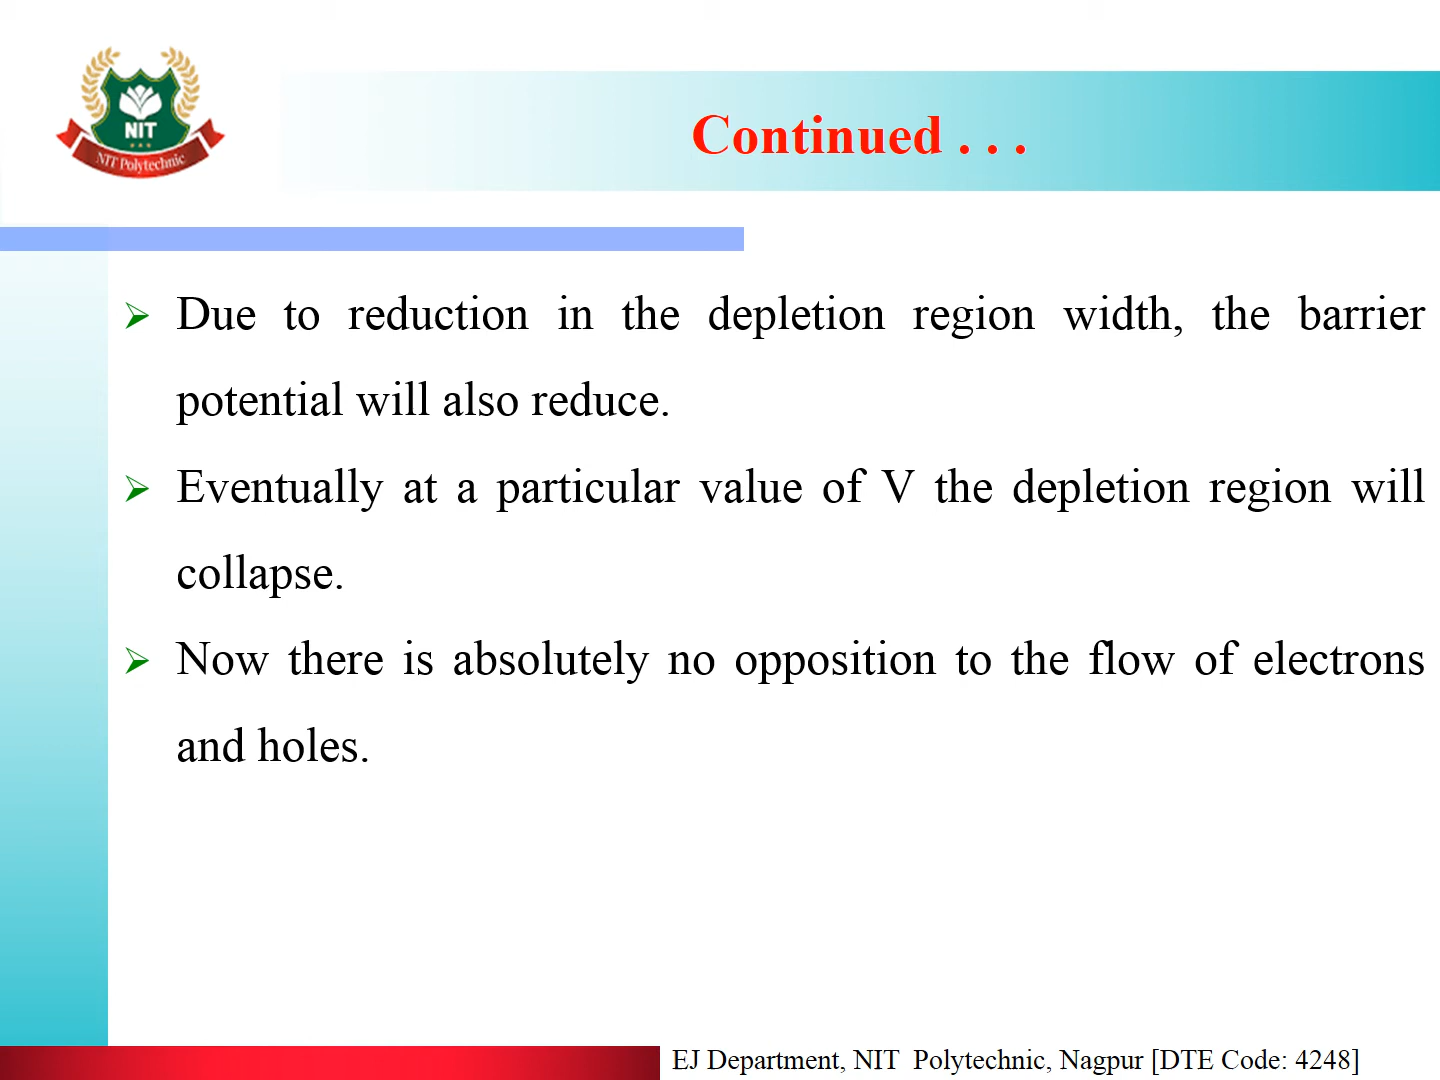 NIT
NIT Polytechnic
Continued . . .
Due to reduction in the depletion region width, the barrier
potential will also reduce.
Eventually at a particular value of V the depletion region will
collapse.
Now there is absolutely no opposition to the flow of electrons
and holes.
EJ Department, NIT Polytechnic, Nagpur [DTE Code: 4248]